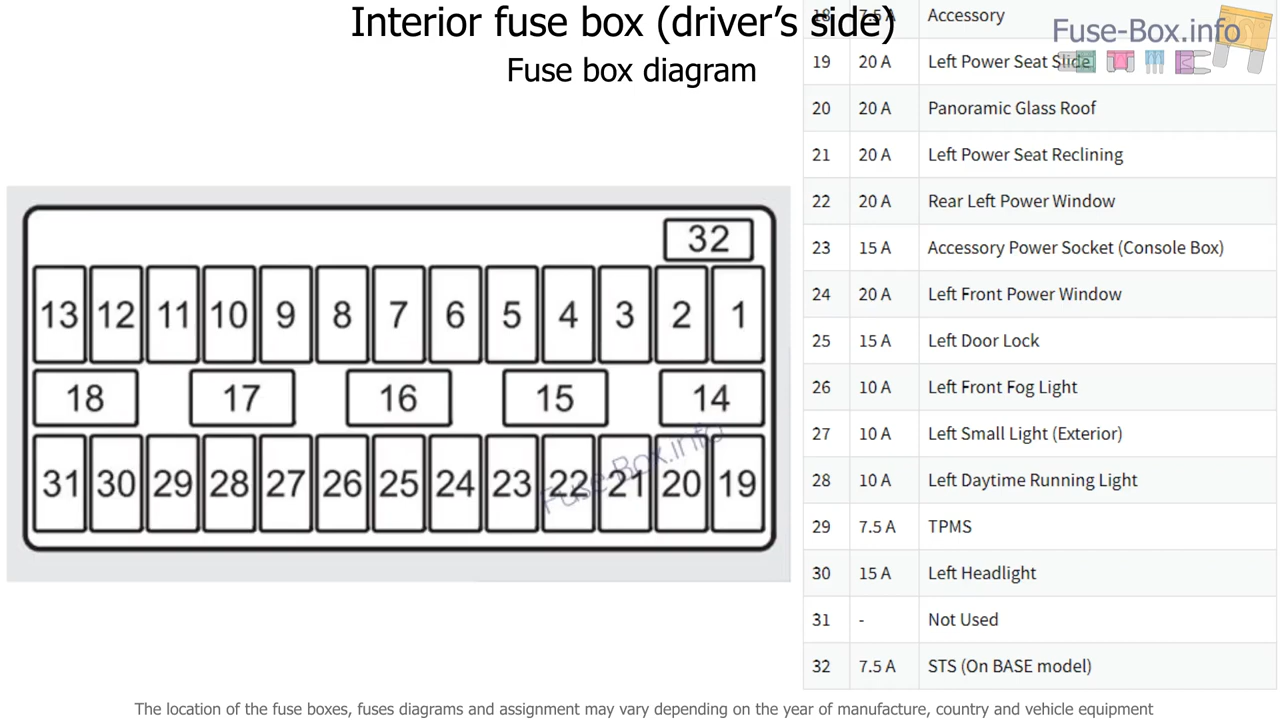 Interior fuse box (driver's side)
Fuse box diagram
32
13 12 11 10 9 8 7 6 5 4 3 2 1
18 17 16 15 14
31 30 29 28 27 26 25 24 23 22 21 20 19
Fuse-Box.info
Fuse-Box.info
18 7.5 A Accessory
19 20 A Left Power Seat Slide
20 20 A Panoramic Glass Roof
21 20 A Left Power Seat Reclining
22 20 A Rear Left Power Window
23 15 A Accessory Power Socket (Console Box)
24 20 A Left Front Power Window
25 15 A Left Door Lock
26 10 A Left Front Fog Light
27 10 A Left Small Light (Exterior)
28 10 A Left Daytime Running Light
29 7.5 A TPMS
30 15 A Left Headlight
31 - Not Used
32 7.5 A STS (On BASE model)
The location of the fuse boxes, fuses diagrams and assignment may vary depending on the year of manufacture, country and vehicle equipment